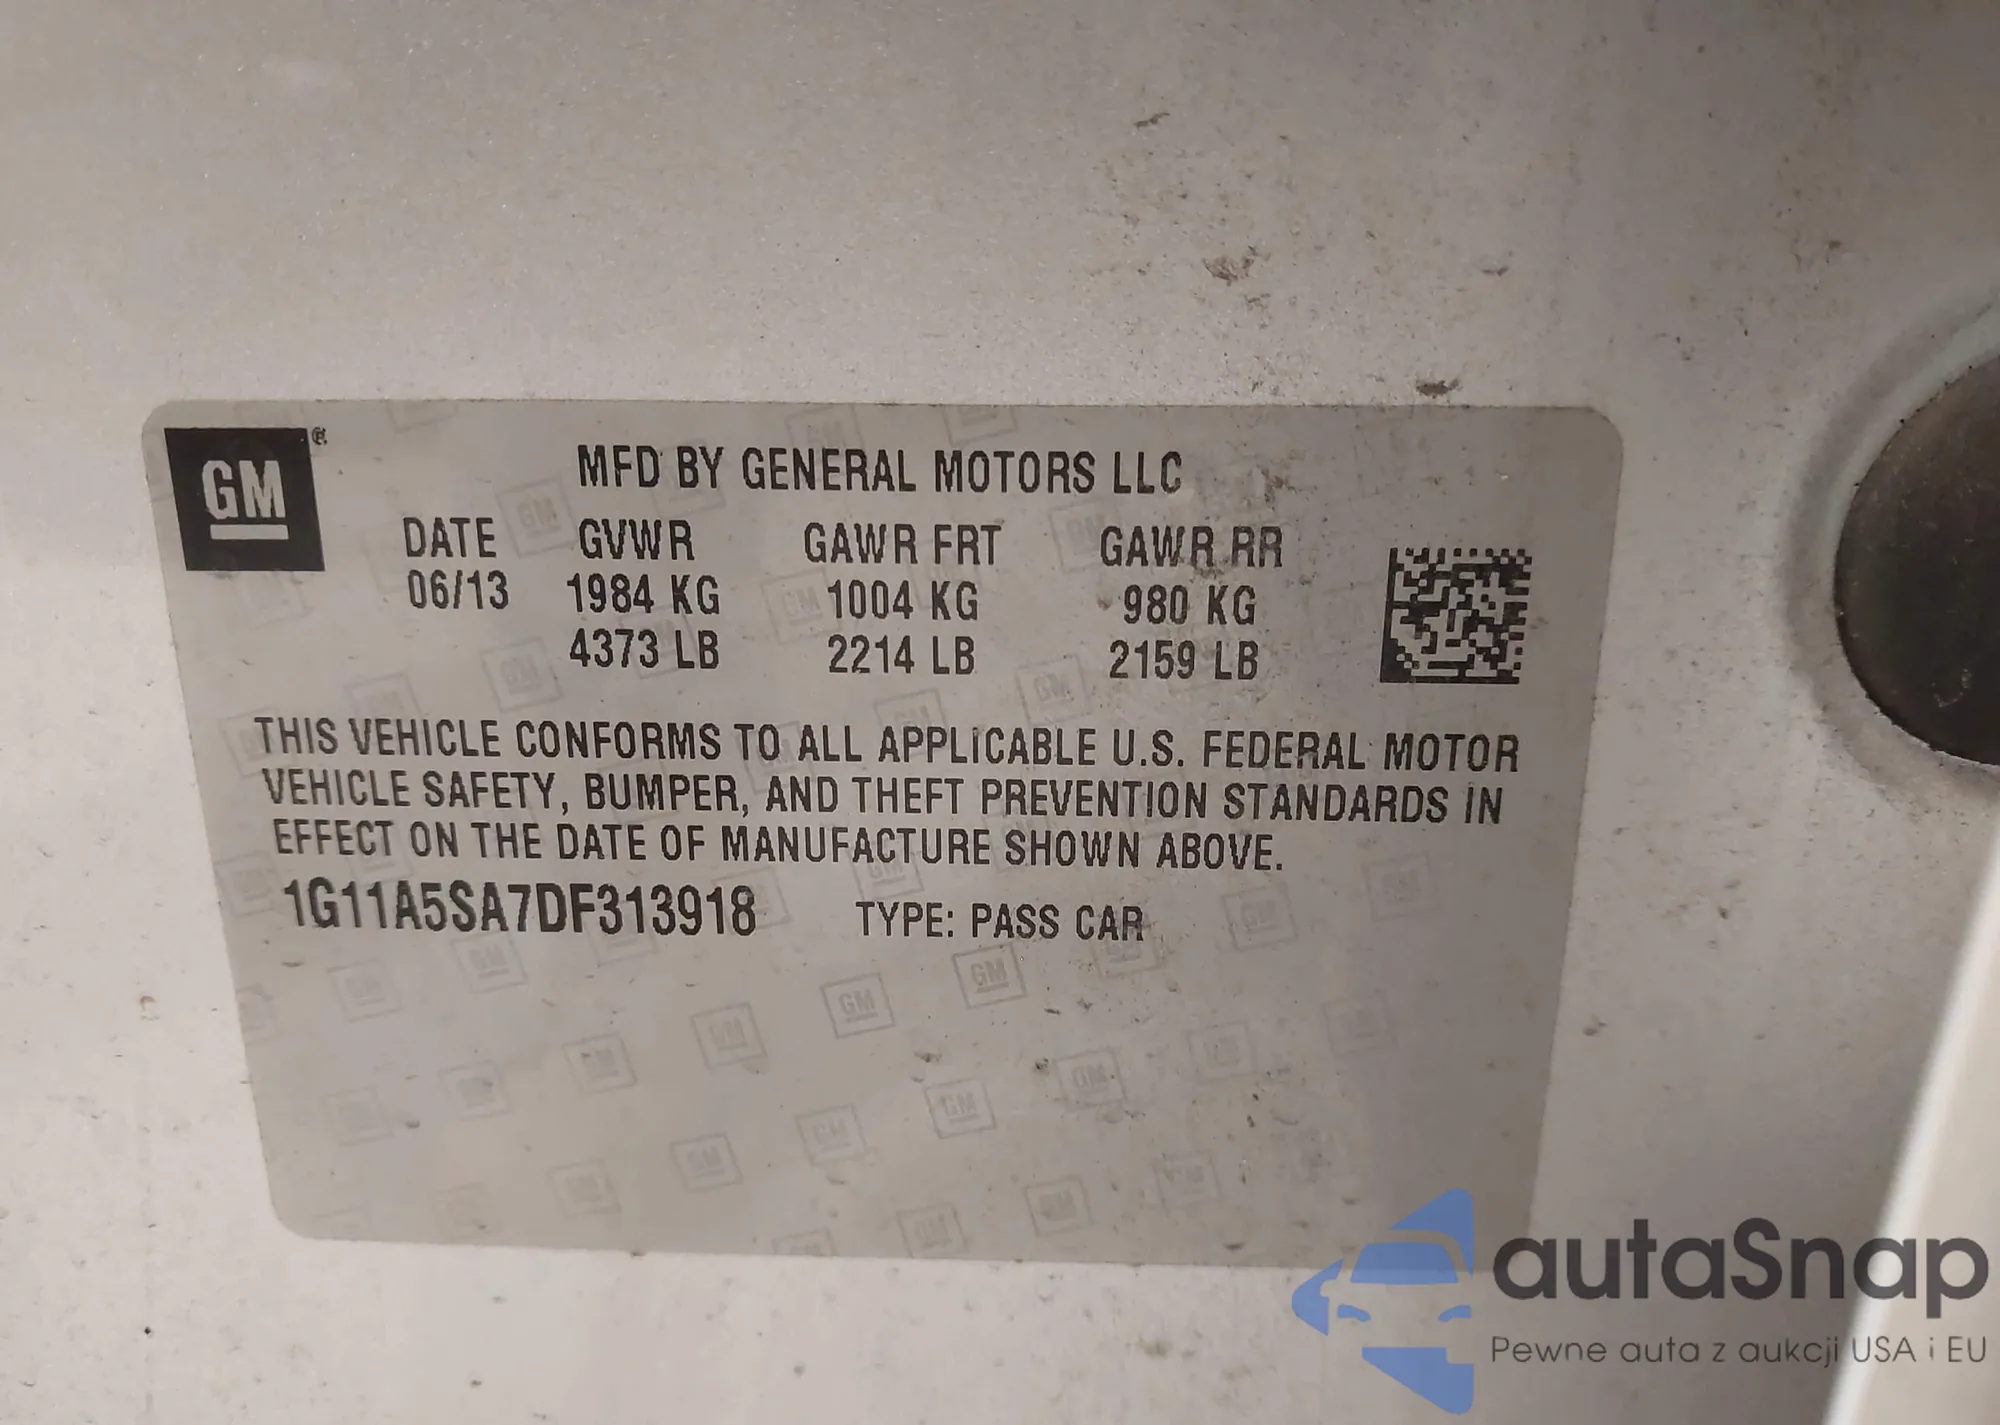 GM ®
MFD BY GENERAL MOTORS LLC
DATE GVWR GAWR FRT GAWR RR
06/13 1984 KG 1004 KG 980 KG
4373 LB 2214 LB 2159 LB
THIS VEHICLE CONFORMS TO ALL APPLICABLE U.S. FEDERAL MOTOR
VEHICLE SAFETY, BUMPER, AND THEFT PREVENTION STANDARDS IN
EFFECT ON THE DATE OF MANUFACTURE SHOWN ABOVE.
1G11A5SA7DF313918 TYPE: PASS CAR
autaSnap
Pewne auta z aukcji USA i EU